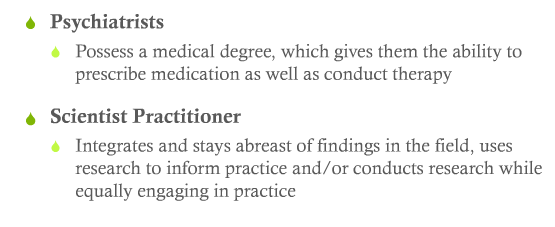 Psychiatrists
Possess a medical degree, which gives them the ability to
prescribe medication as well as conduct therapy
Scientist Practitioner
Integrates and stays abreast of findings in the field, uses
research to inform practice and/or conducts research while
equally engaging in practice